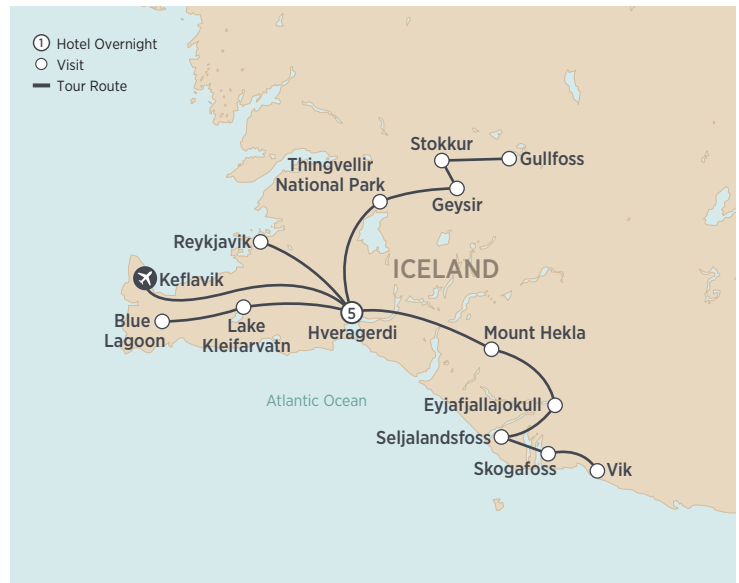 1 Hotel Overnight
Visit
Tour Route
Stokkur
Gullfoss
Thingvellir
National Park
Geysir
Reykjavik
ICELAND
Keflavik
Blue
Lagoon
Lake
Kleifarvatn
5
Hveragerdi
Mount Hekla
Atlantic Ocean
Eyjafjallajokull
Seljalandsfoss
Skogafoss
Vik